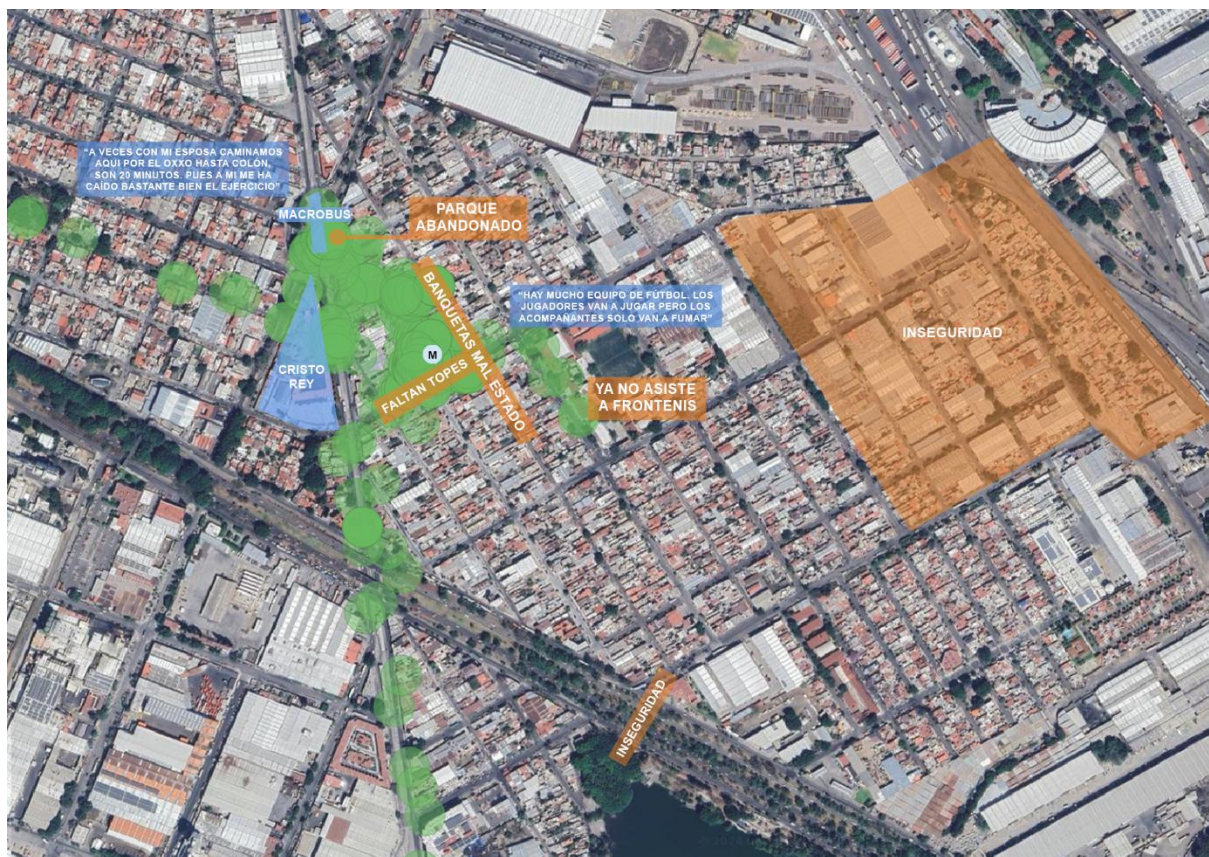 "A VECES CON MI ESPOSA CAMINAMOS
AQUÍ POR EL OXXO HASTA COLÓN,
SON 20 MINUTOS. PUES A MI ME HA
CAÍDO BASTANTE BIEN EL EJERCICIO"
MACROBUS
PARQUE
ABANDONADO
BANQUETAS MAL ESTADO
"HAY MUCHO EQUIPO DE FÚTBOL. LOS
JUGADORES VAN A JUGAR PERO LOS
ACOMPAÑANTES SOLO VAN A FUMAR"
INSEGURIDAD
M
CRISTO
REY
FALTAN TOPES
YA NO ASISTE
A FRONTENIS
INSEGURIDAD